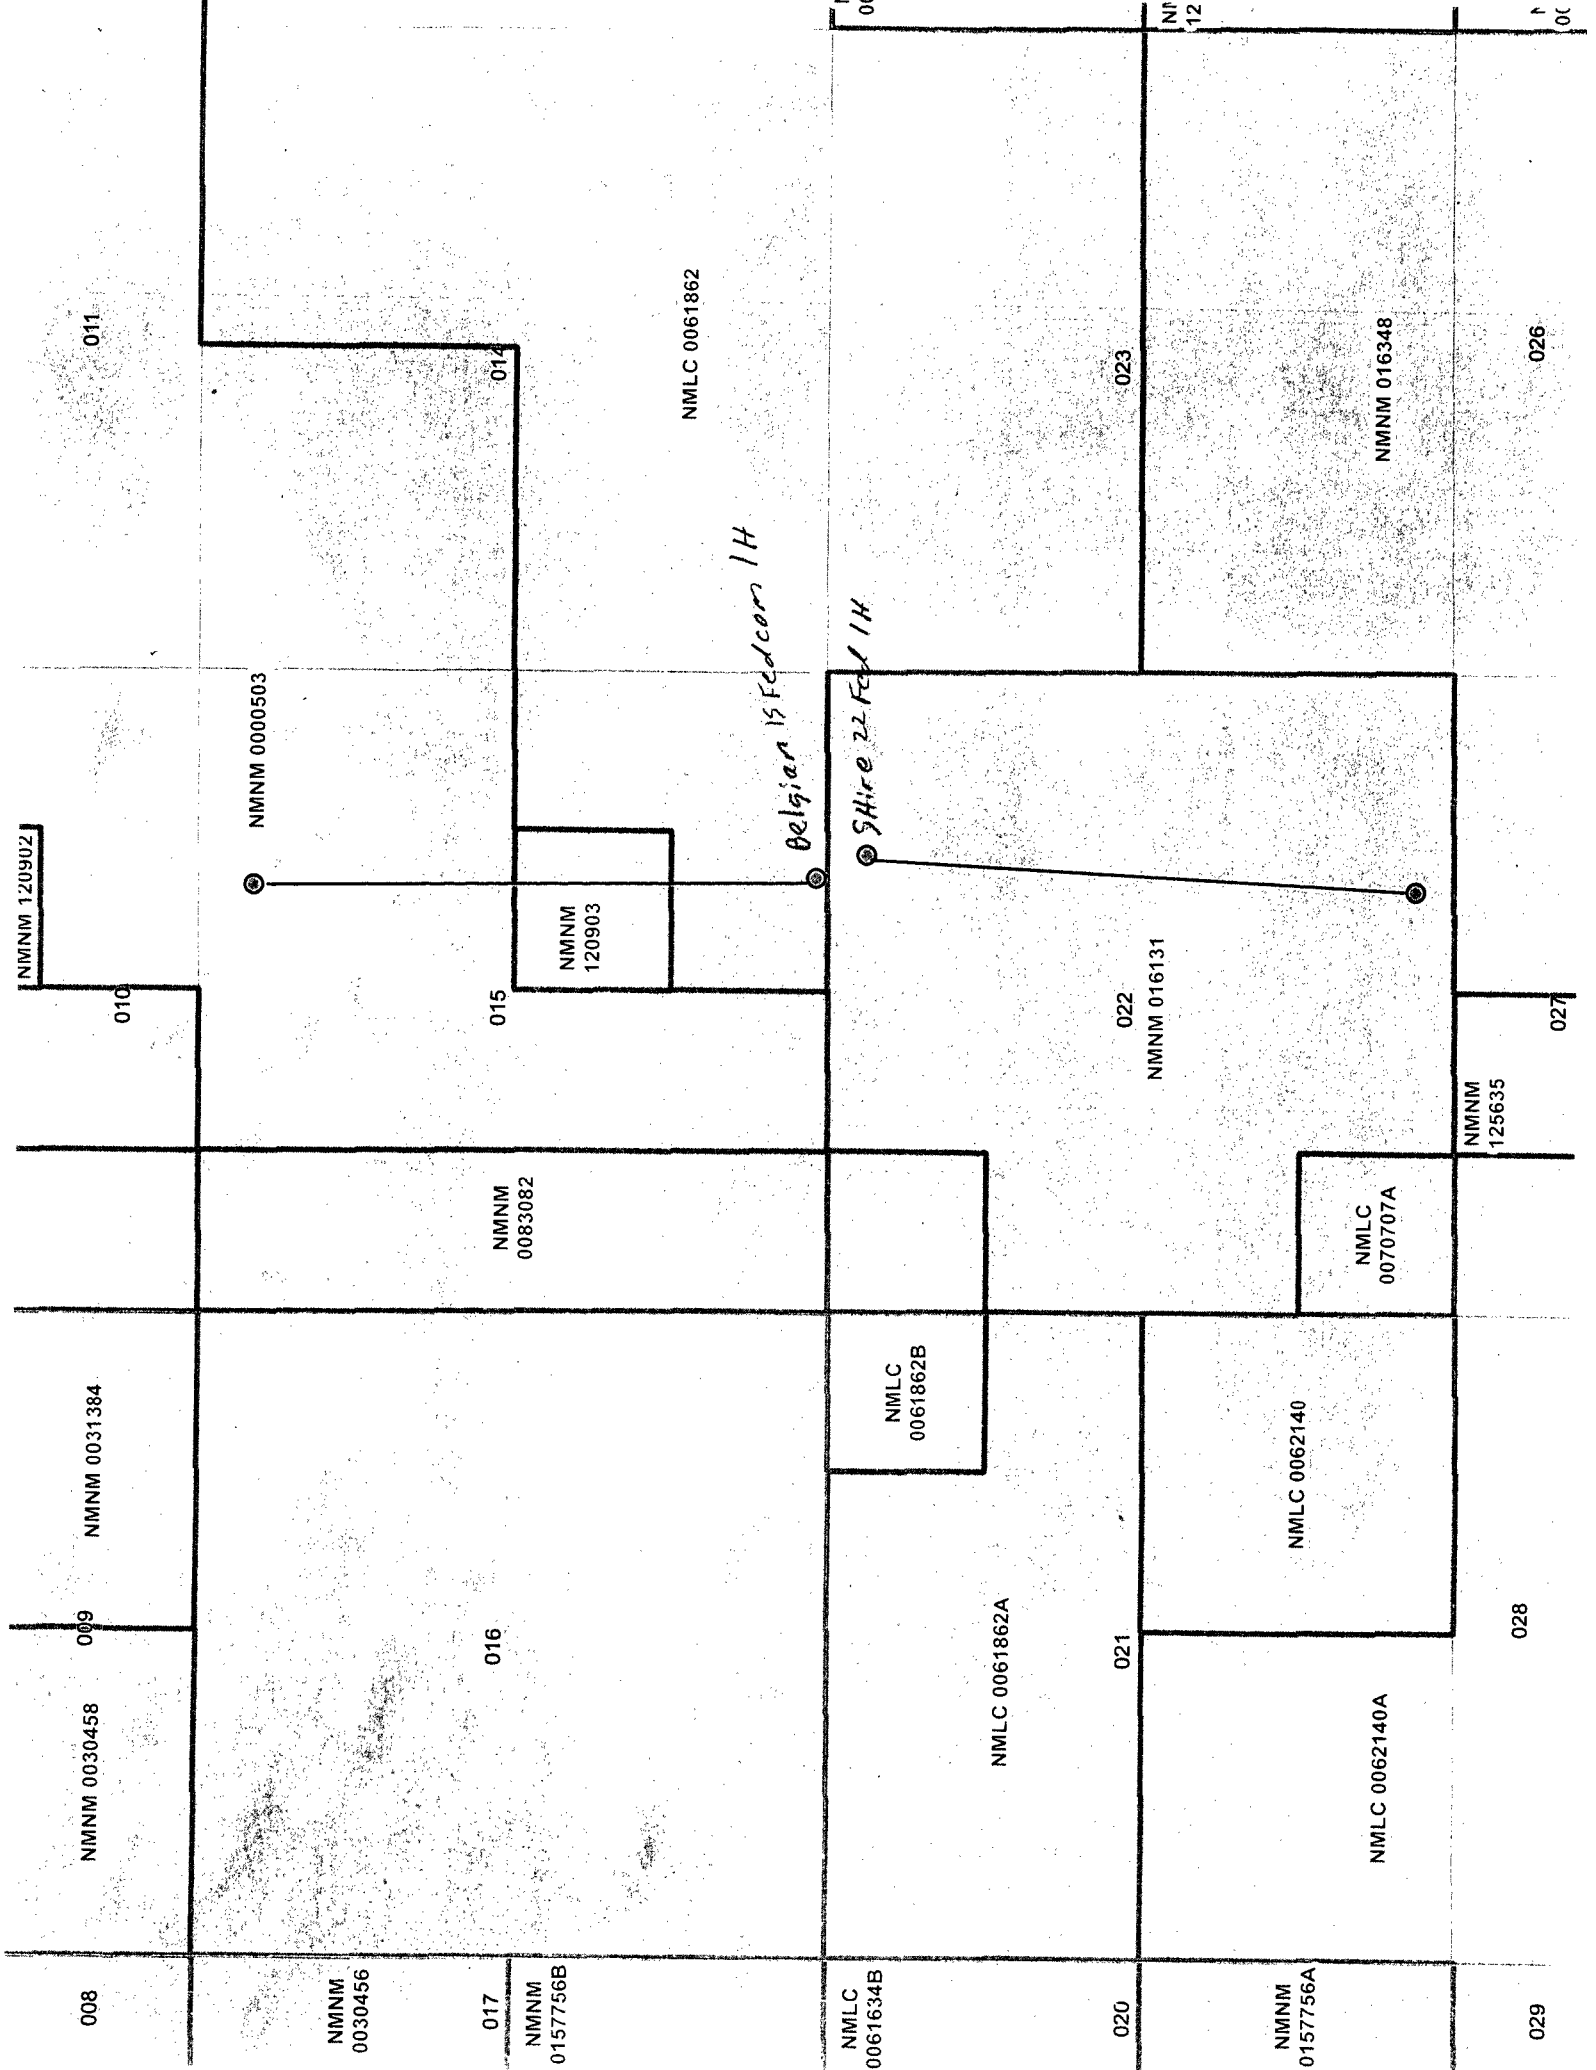 NMNM 120902
008
NMNM 0030458
009
NMNM 0031384
010
011
NMNM 0000503
NMNM
0030456
017
016
NMNM
0083082
015
014
NMNM
0157756B
NMNM
120903
NMLC 0061862
Belgian 15 Fedcom 1H
SHire 22 Fed 1H
NMLC
0061634B
NMLC
0061862B
NMLC 0061862A
020
021
022
023
NMNM 016131
12
NMNM
0157756A
NMLC 0062140
NMLC 0062140A
NMLC
0070707A
NMNM 016348
NMNM
125635
029
028
027
026